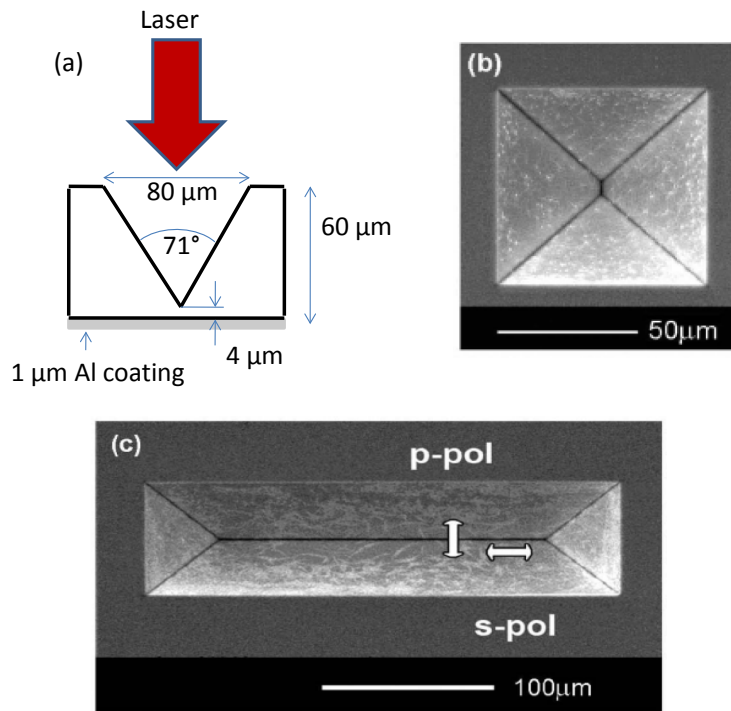 Laser
(a)
80 µm
71°
60 µm
4 µm
1 µm Al coating
(b)
50µm
(c)
p-pol
s-pol
100µm